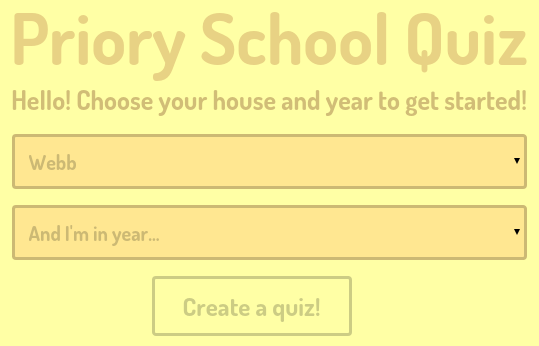 Priory School Quiz
Hello! Choose your house and year to get started!
Webb
And I'm in year...
Create a quiz!